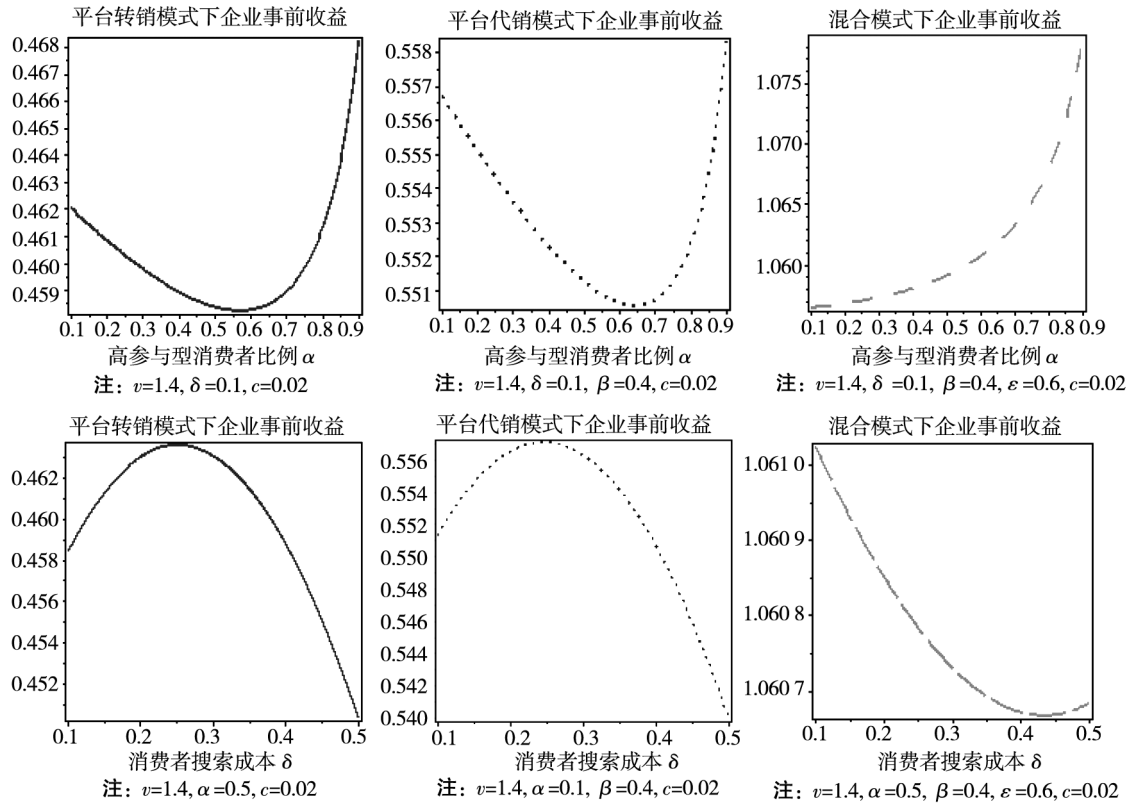 平台转销模式下企业事前收益
0.468
0.467
0.466
0.465
0.464
0.463
0.462
0.461
0.460
0.459
0.1 0.2 0.3 0.4 0.5 0.6 0.7 0.8 0.9
高参与型消费者比例 α
注：v=1.4, δ=0.1, c=0.02
平台代销模式下企业事前收益
0.558
0.557
0.556
0.555
0.554
0.553
0.552
0.551
0.1 0.2 0.3 0.4 0.5 0.6 0.7 0.8 0.9
高参与型消费者比例 α
注：v=1.4, δ=0.1, β=0.4, c=0.02
混合模式下企业事前收益
1.075
1.070
1.065
1.060
0.1 0.2 0.3 0.4 0.5 0.6 0.7 0.8 0.9
高参与型消费者比例 α
注：v=1.4, δ =0.1, β=0.4, ε=0.6, c=0.02
平台转销模式下企业事前收益
0.462
0.460
0.458
0.456
0.454
0.452
0.1 0.2 0.3 0.4 0.5
消费者搜索成本 δ
注：v=1.4, α=0.5, c=0.02
平台代销模式下企业事前收益
0.556
0.554
0.552
0.550
0.548
0.546
0.544
0.542
0.540
0.1 0.2 0.3 0.4 0.5
消费者搜索成本 δ
注：v=1.4, α=0.1, β=0.4, c=0.02
混合模式下企业事前收益
1.061 0
1.060 9
1.060 8
1.060 7
0.1 0.2 0.3 0.4 0.5
消费者搜索成本 δ
注：v=1.4, α=0.5, β=0.4, ε=0.6, c=0.02